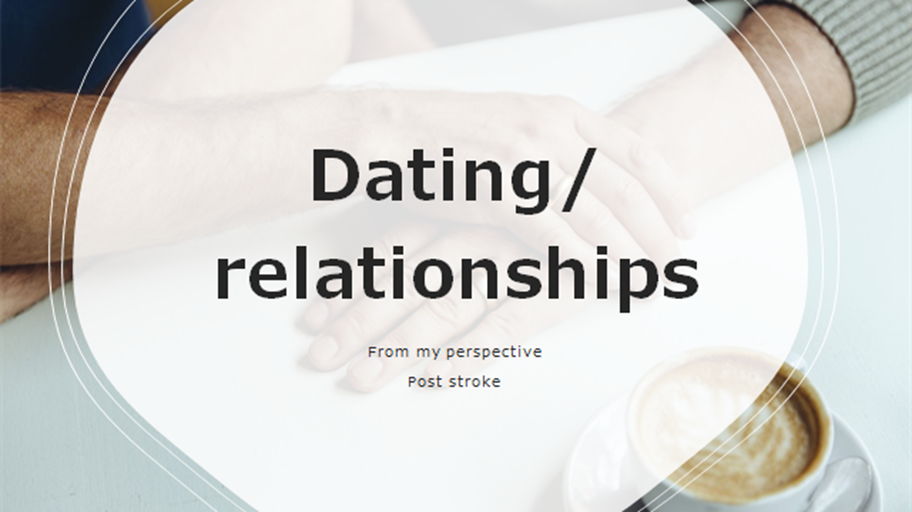 Dating/
relationships
From my perspective
Post stroke